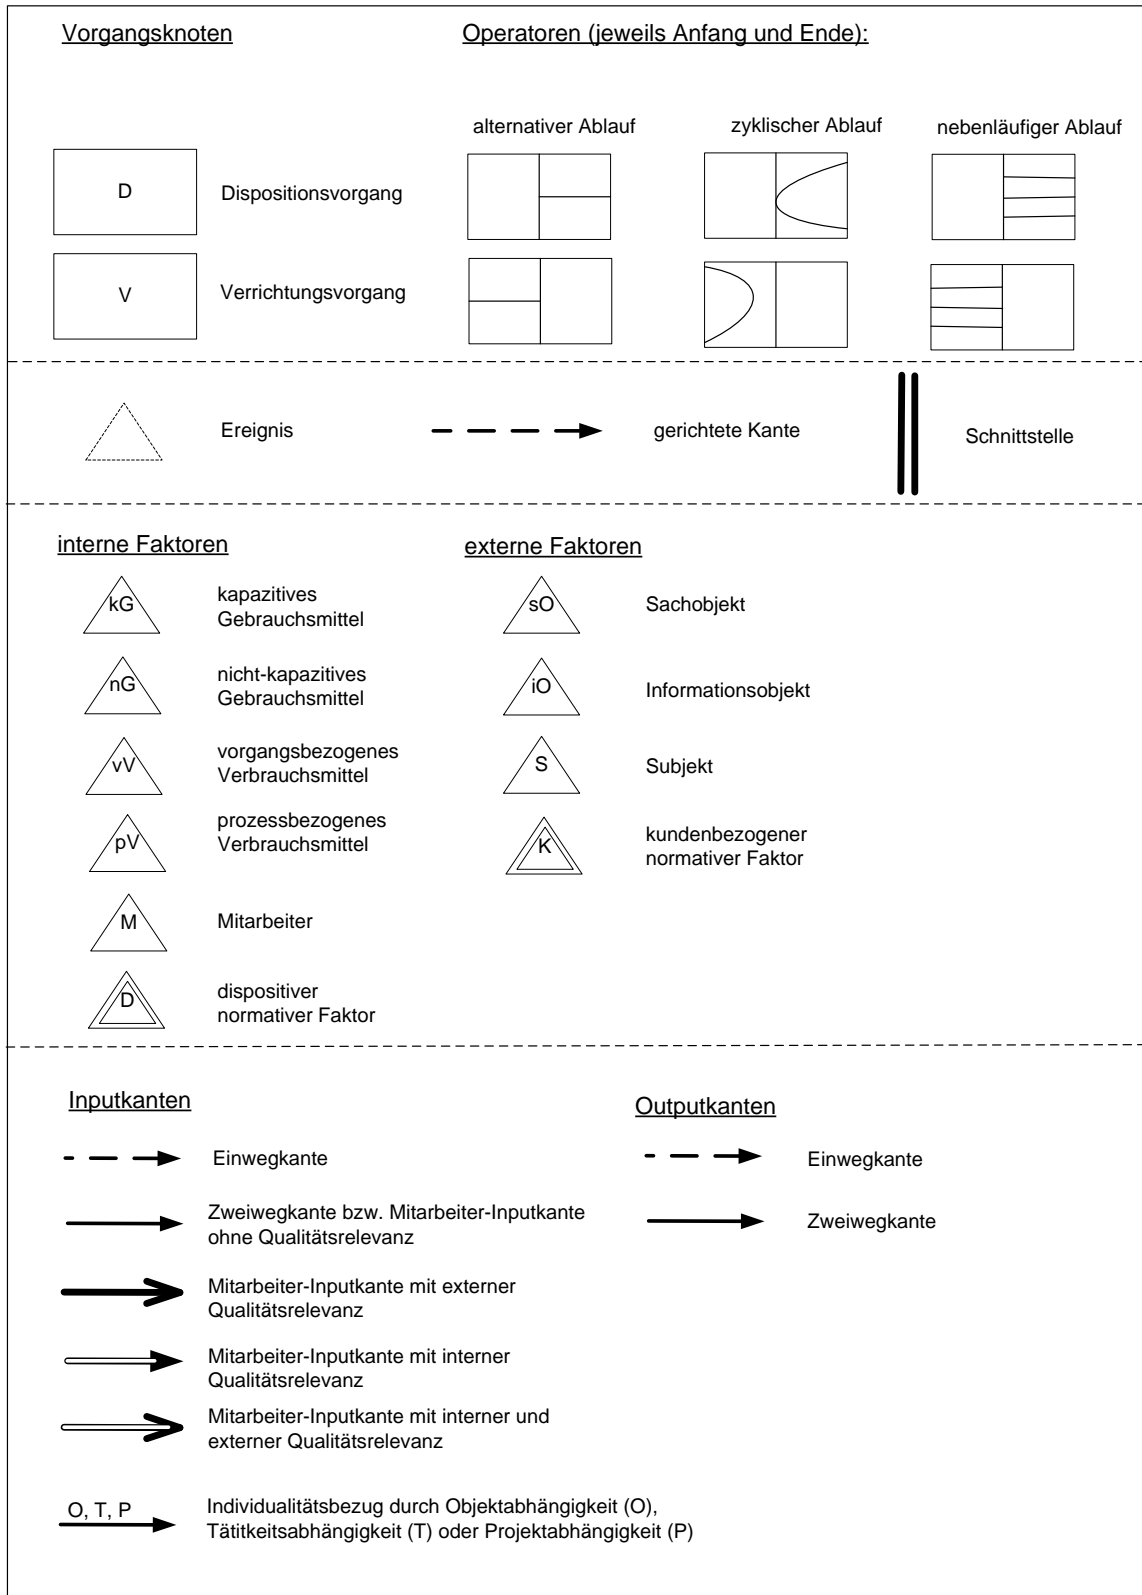 Vorgangsknoten
Operatoren (jeweils Anfang und Ende):
alternativer Ablauf
zyklischer Ablauf
nebenläufiger Ablauf
D
Dispositionsvorgang
V
Verrichtungsvorgang
Ereignis
gerichtete Kante
Schnittstelle
interne Faktoren
externe Faktoren
kG
kapazitives
Gebrauchsmittel
sO
Sachobjekt
nG
nicht-kapazitives
Gebrauchsmittel
iO
Informationsobjekt
vV
vorgangsbezogenes
Verbrauchsmittel
S
Subjekt
pV
prozessbezogenes
Verbrauchsmittel
K
kundenbezogener
normativer Faktor
M
Mitarbeiter
D
dispositiver
normativer Faktor
Inputkanten
Outputkanten
Einwegkante
Einwegkante
Zweiwegkante bzw. Mitarbeiter-Inputkante
ohne Qualitätsrelevanz
Zweiwegkante
Mitarbeiter-Inputkante mit externer
Qualitätsrelevanz
Mitarbeiter-Inputkante mit interner
Qualitätsrelevanz
Mitarbeiter-Inputkante mit interner und
externer Qualitätsrelevanz
O, T, P
Individualitätsbezug durch Objektabhängigkeit (O),
Tätitkeitsabhängigkeit (T) oder Projektabhängigkeit (P)